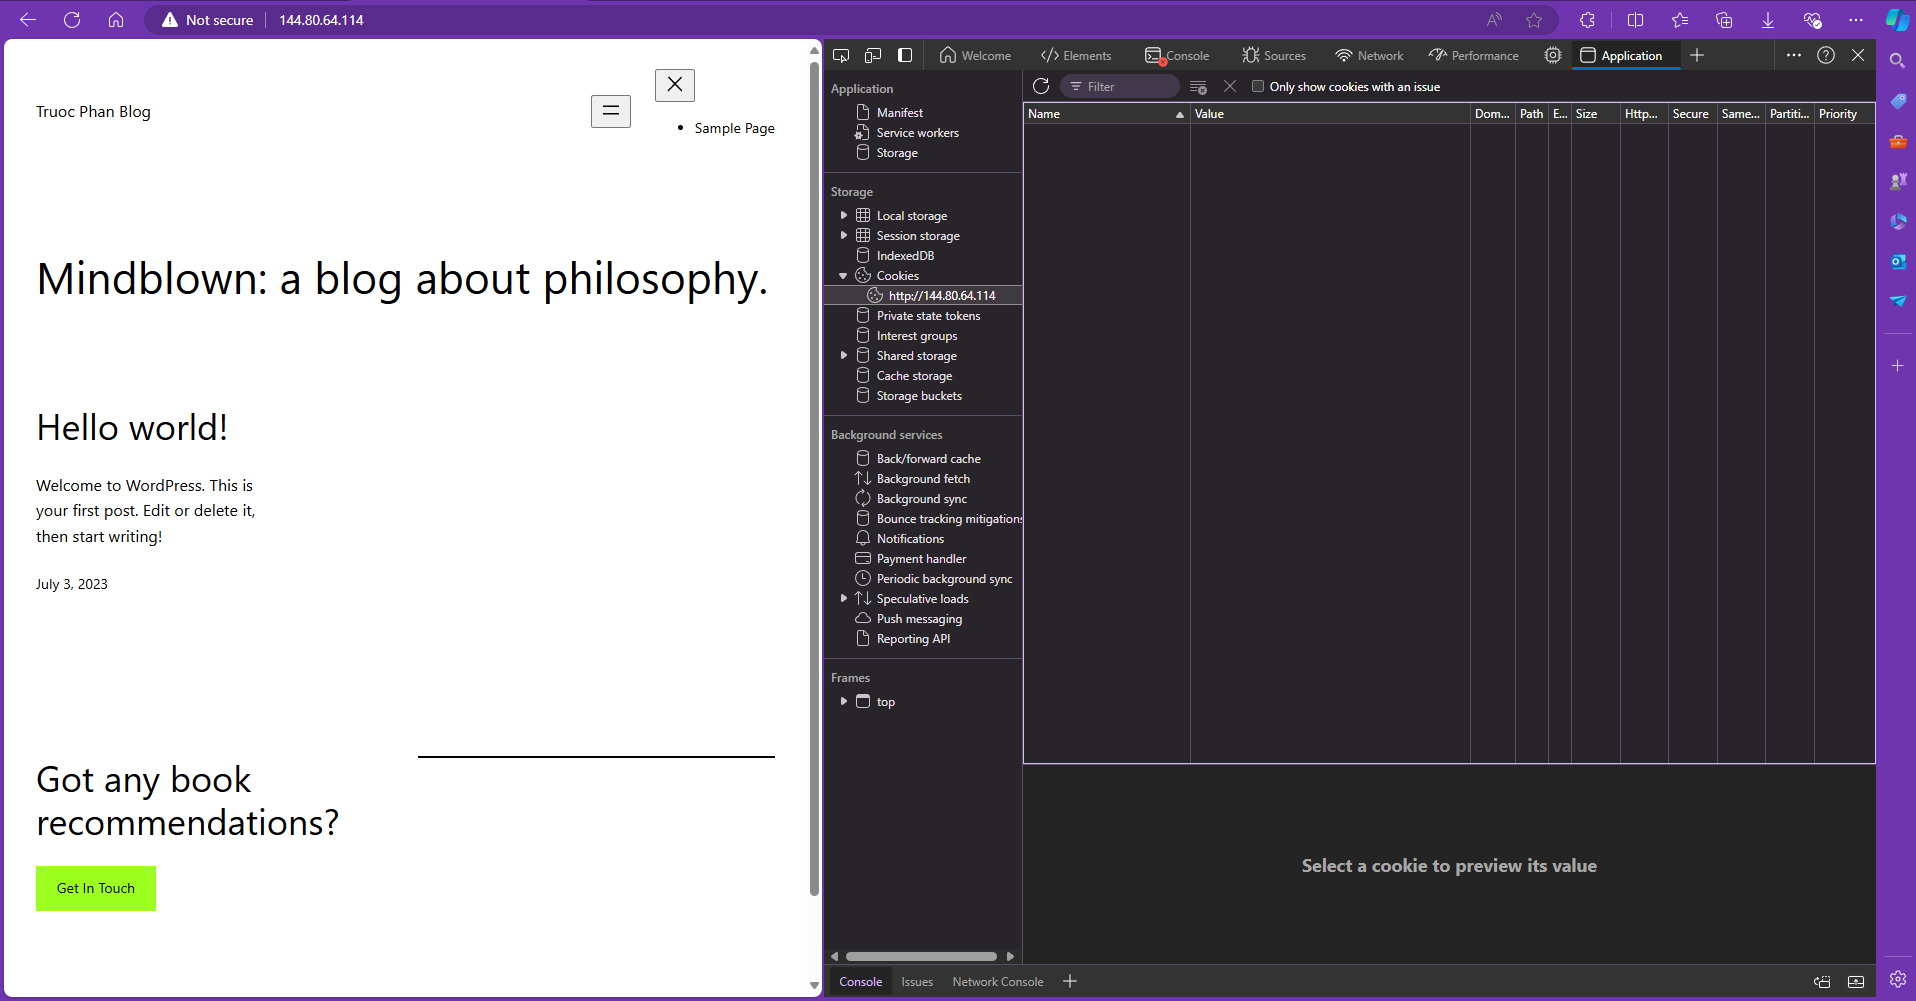 Not secure
144.80.64.114
Truoc Phan Blog
Sample Page
Mindblown: a blog about philosophy.
Hello world!
Welcome to WordPress. This is
your first post. Edit or delete it,
then start writing!
July 3, 2023
Got any book
recommendations?
Get In Touch
Welcome
Elements
Console
Sources
Network
Performance
Application
Application
Manifest
Service workers
Storage
Storage
Local storage
Session storage
IndexedDB
Cookies
http://144.80.64.114
Private state tokens
Interest groups
Shared storage
Cache storage
Storage buckets
Background services
Back/forward cache
Background fetch
Background sync
Bounce tracking mitigations
Notifications
Payment handler
Periodic background sync
Speculative loads
Push messaging
Reporting API
Frames
top
Filter
Only show cookies with an issue
Name Value Dom... Path E... Size Http... Secure Same... Partiti... Priority
Select a cookie to preview its value
Console Issues Network Console